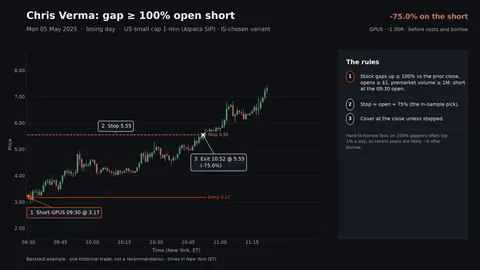 Chris Verma: gap ≥ 100% open short
-75.0% on the short
Mon 05 May 2025 · losing day · US small cap 1-min (Alpaca SIP) · IS-chosen variant
GPUS · -1.00R · before costs and borrow
The rules
1 Stock gaps up ≥ 100% vs the prior close, opens ≥ $1, premarket volume ≥ 1M: short at the 09:30 open.
2 Stop = open + 75% (the in-sample pick).
3 Cover at the close unless stopped.
Hard-to-borrow fees on 100% gappers often top 1% a day, so recent years are likely ~0 after borrow.
Price
8.00
7.00
6.00
5.00
4.00
3.00
2.00
2 Stop 5.55
Stop 5.55
3 Exit 10:52 @ 5.55
(-75.0%)
Entry 3.17
1 Short GPUS 09:30 @ 3.17
09:30 09:45 10:00 10:15 10:30 10:45 11:00 11:15
Time (New York, ET)
Backtest example · one historical trade, not a recommendation · times in New York (ET)